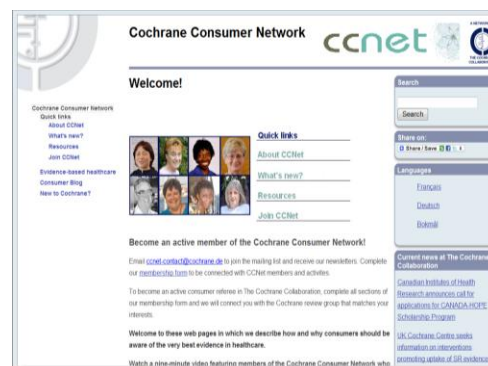 Cochrane Consumer Network
ccnet
Welcome!
Cochrane Consumer Network
Quick links
About CCNet
What's new?
Resources
Join CCNet
Evidence-based healthcare
Consumer Blog
New to Cochrane?
Quick links
About CCNet
What's new?
Resources
Join CCNet
Become an active member of the Cochrane Consumer Network!
Email ccnet-contact@cochrane.de to join the mailing list and receive our newsletters. Complete
our membership form to be connected with CCNet members and activities.
To become an active consumer referee in The Cochrane Collaboration, complete all sections of
our membership form and we will connect you with the Cochrane review group that matches your
interests.
Welcome to these web pages in which we describe how and why consumers should be
aware of the very best evidence in healthcare.
Watch a nine-minute video featuring members of the Cochrane Consumer Network who
Search
Search
Share on:
Share / Save
Languages
Français
Deutsch
Bokmål
Current news at The Cochrane
Collaboration
Canadian Institutes of Health
Research announces call for
applications for CANADA-HOPE
Scholarship Program
UK Cochrane Centre seeks
information on interventions
promoting uptake of SR evidence